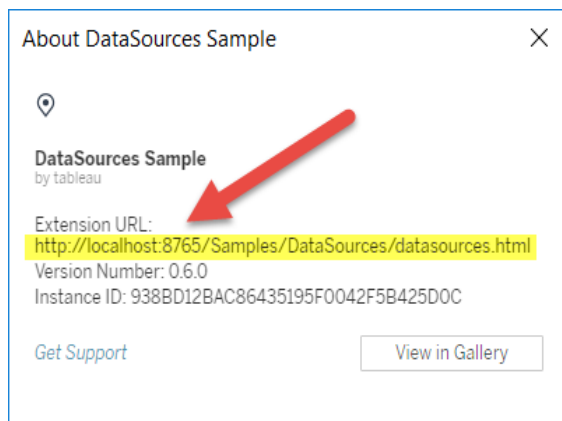 About DataSources Sample
DataSources Sample
by tableau
Extension URL:
http://localhost:8765/Samples/DataSources/datasources.html
Version Number: 0.6.0
Instance ID: 938BD12BAC86435195F0042F5B425D0C
Get Support
View in Gallery